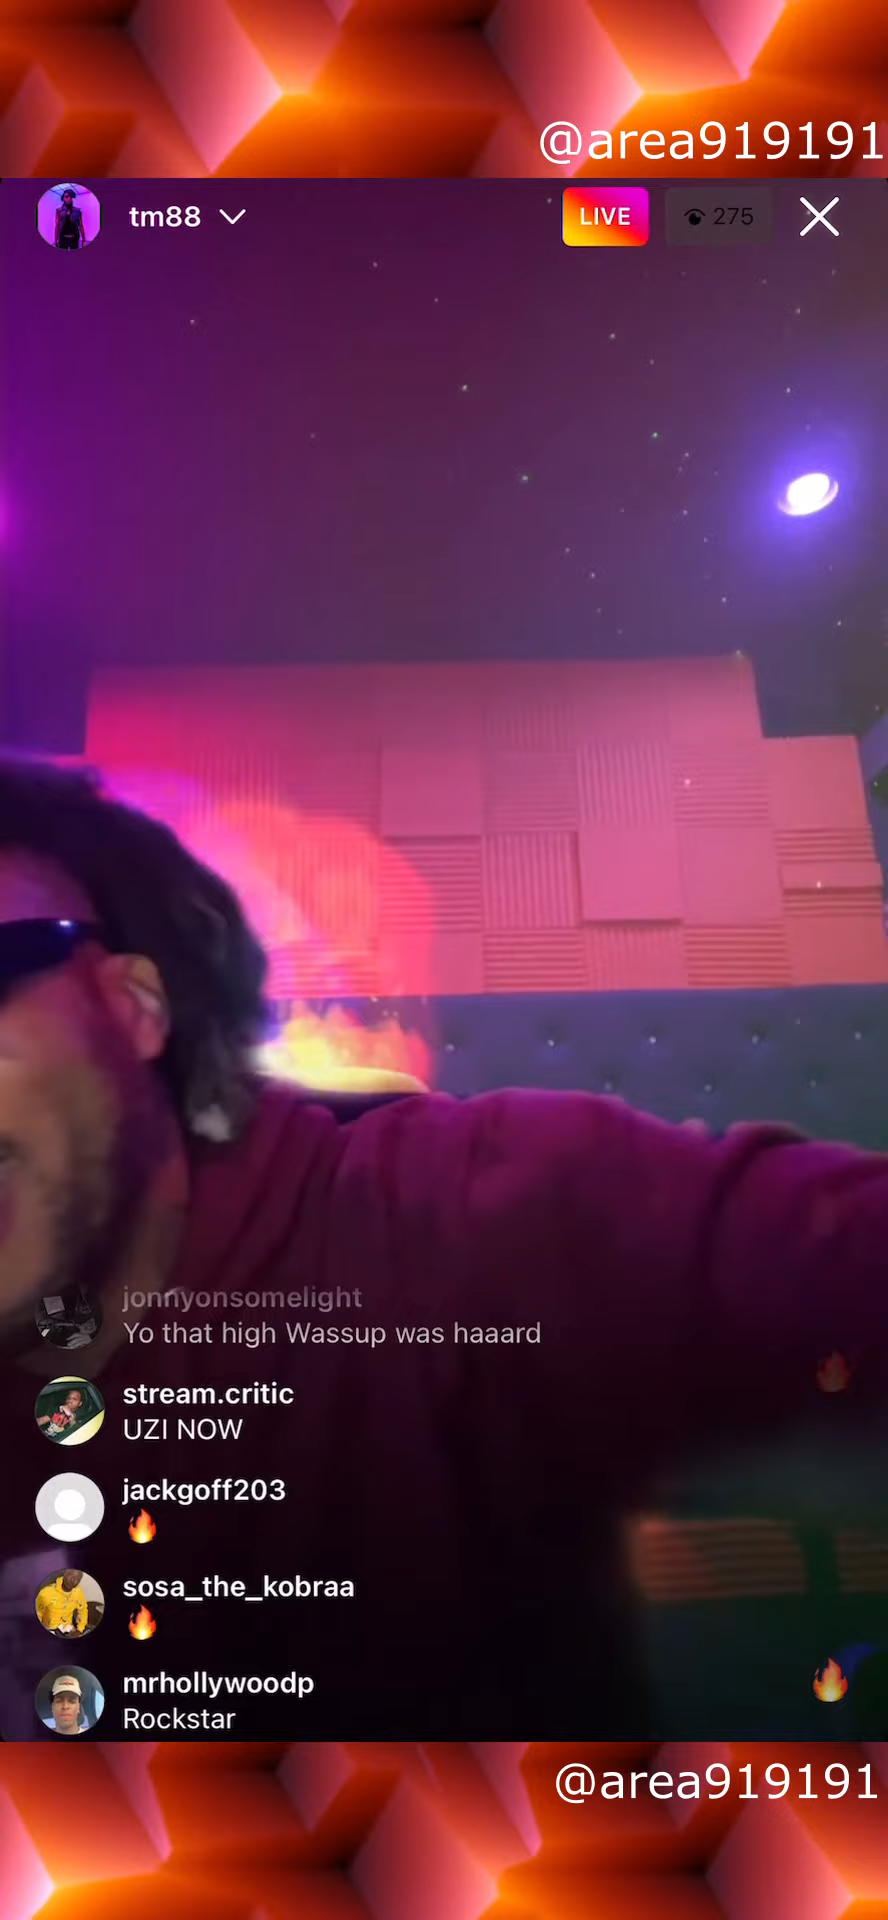 @area919191
tm88
LIVE
275
jonnyonsomelight
Yo that high Wassup was haaard
stream.critic
UZI NOW
jackgoff203
🔥
sosa_the_kobraa
🔥
mrhollywoodp
Rockstar
@area919191